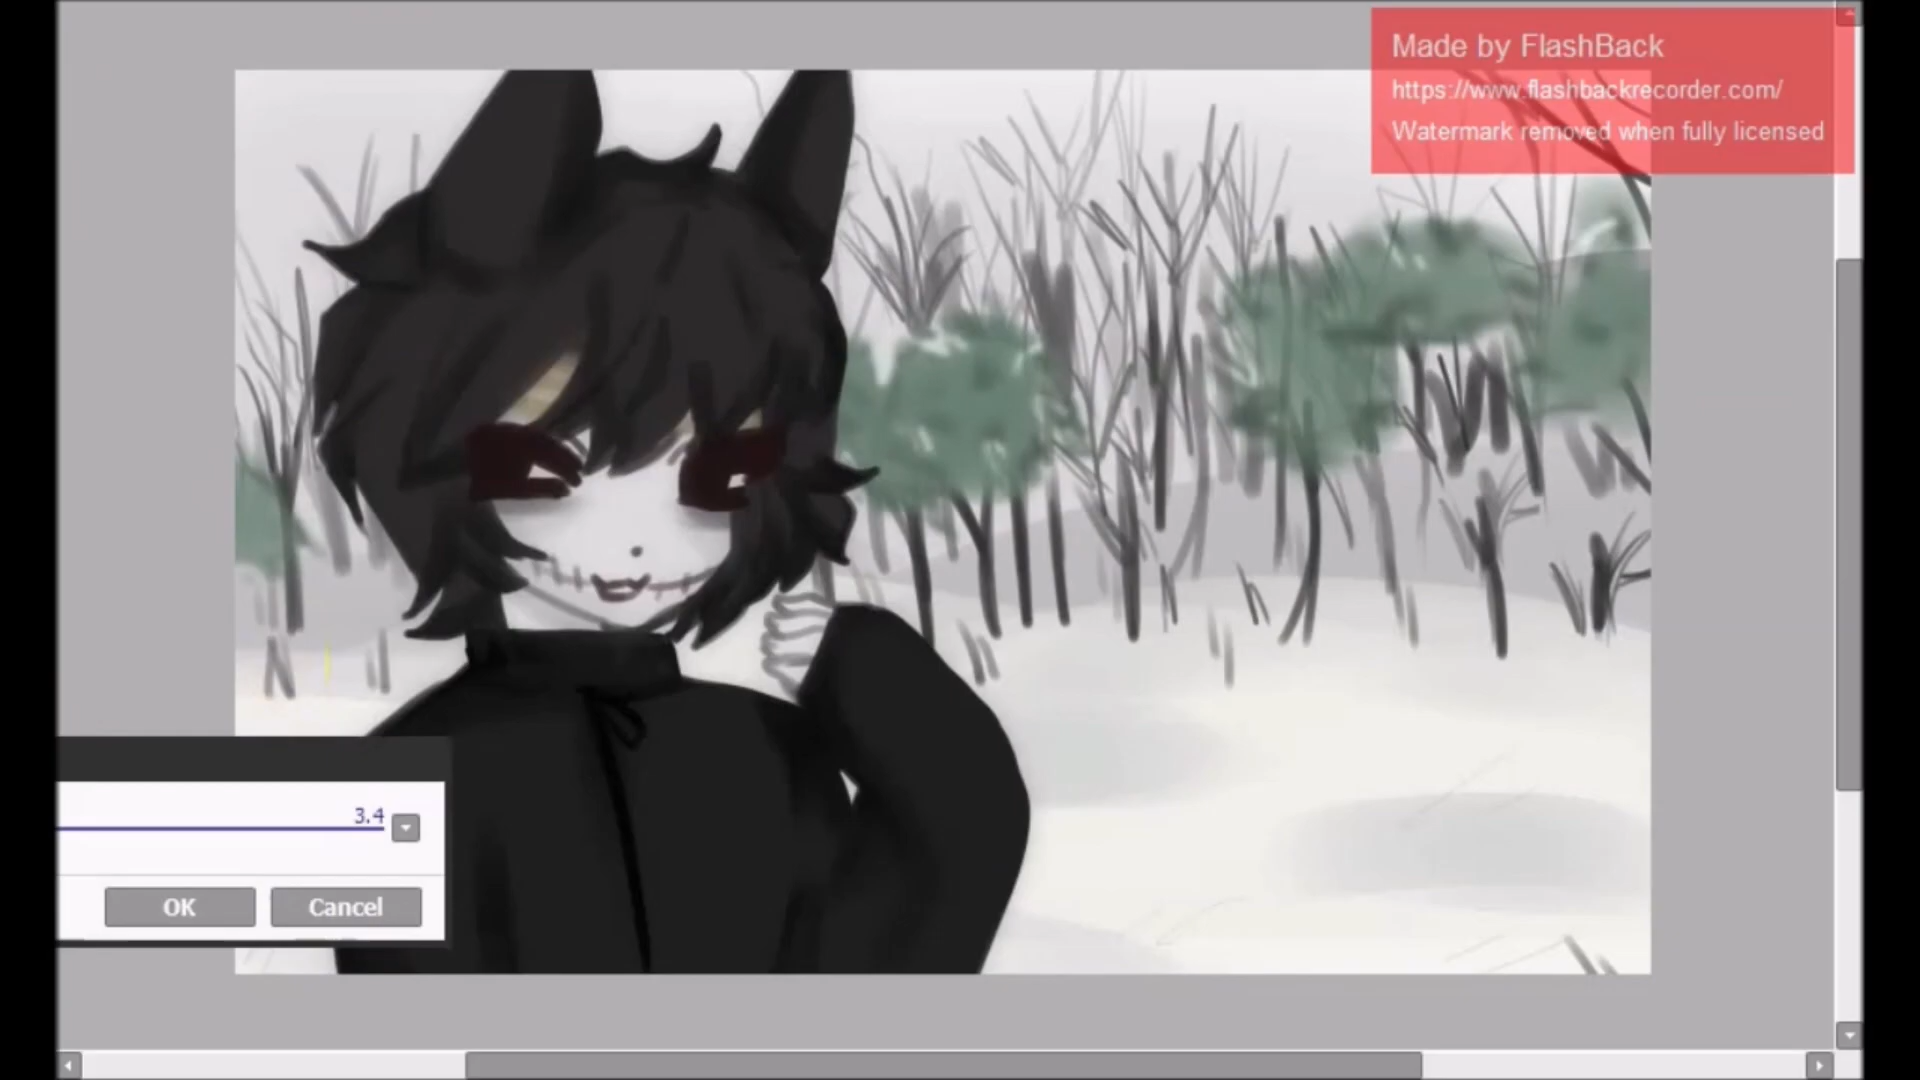 Made by FlashBack
https://www.flashbackrecorder.com/
Watermark removed when fully licensed
3.4
OK
Cancel